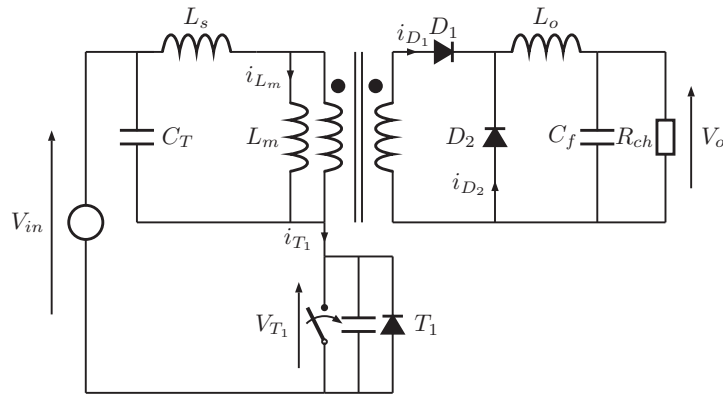 L_s
i_{D_1}
D_1
L_o
i_{L_m}
C_T
L_m
D_2
C_f
R_{ch}
V_o
i_{D_2}
V_{in}
i_{T_1}
V_{T_1}
T_1